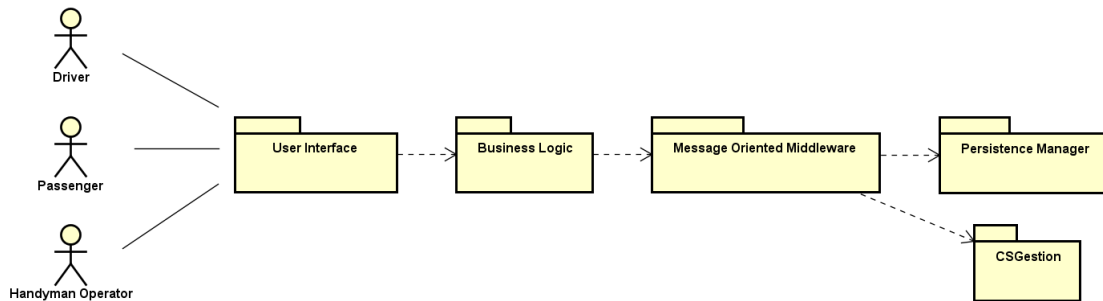 Driver
Passenger
Handyman Operator
User Interface
Business Logic
Message Oriented Middleware
Persistence Manager
CSGestion